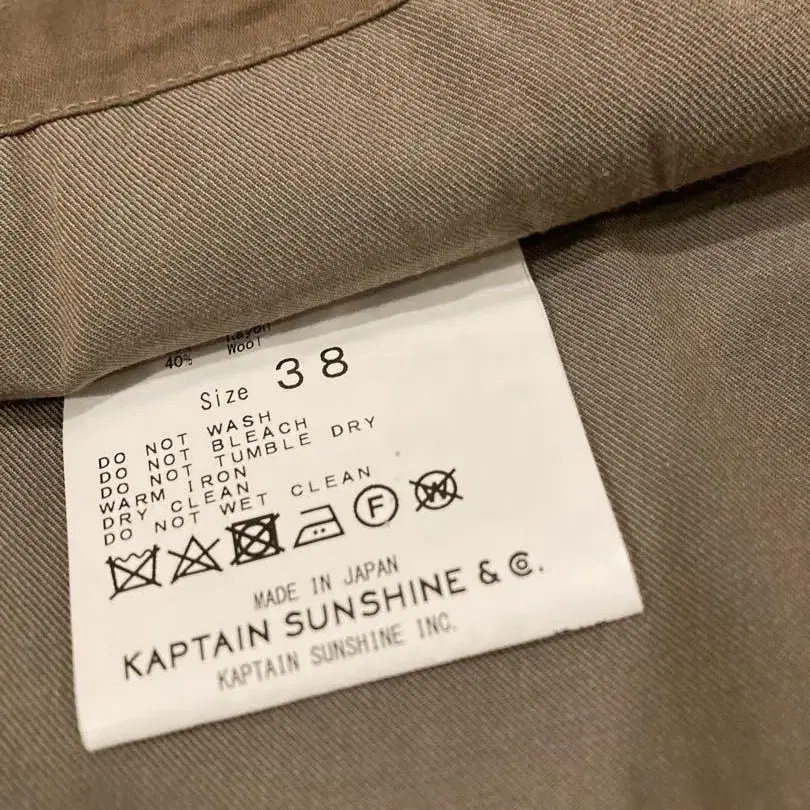 Rayon
40% Wool
Size 38
DO NOT WASH
DO NOT BLEACH
DO NOT TUMBLE DRY
WARM IRON
DRY CLEAN
DO NOT WET CLEAN
F W
MADE IN JAPAN
KAPTAIN SUNSHINE & Co.
KAPTAIN SUNSHINE INC.